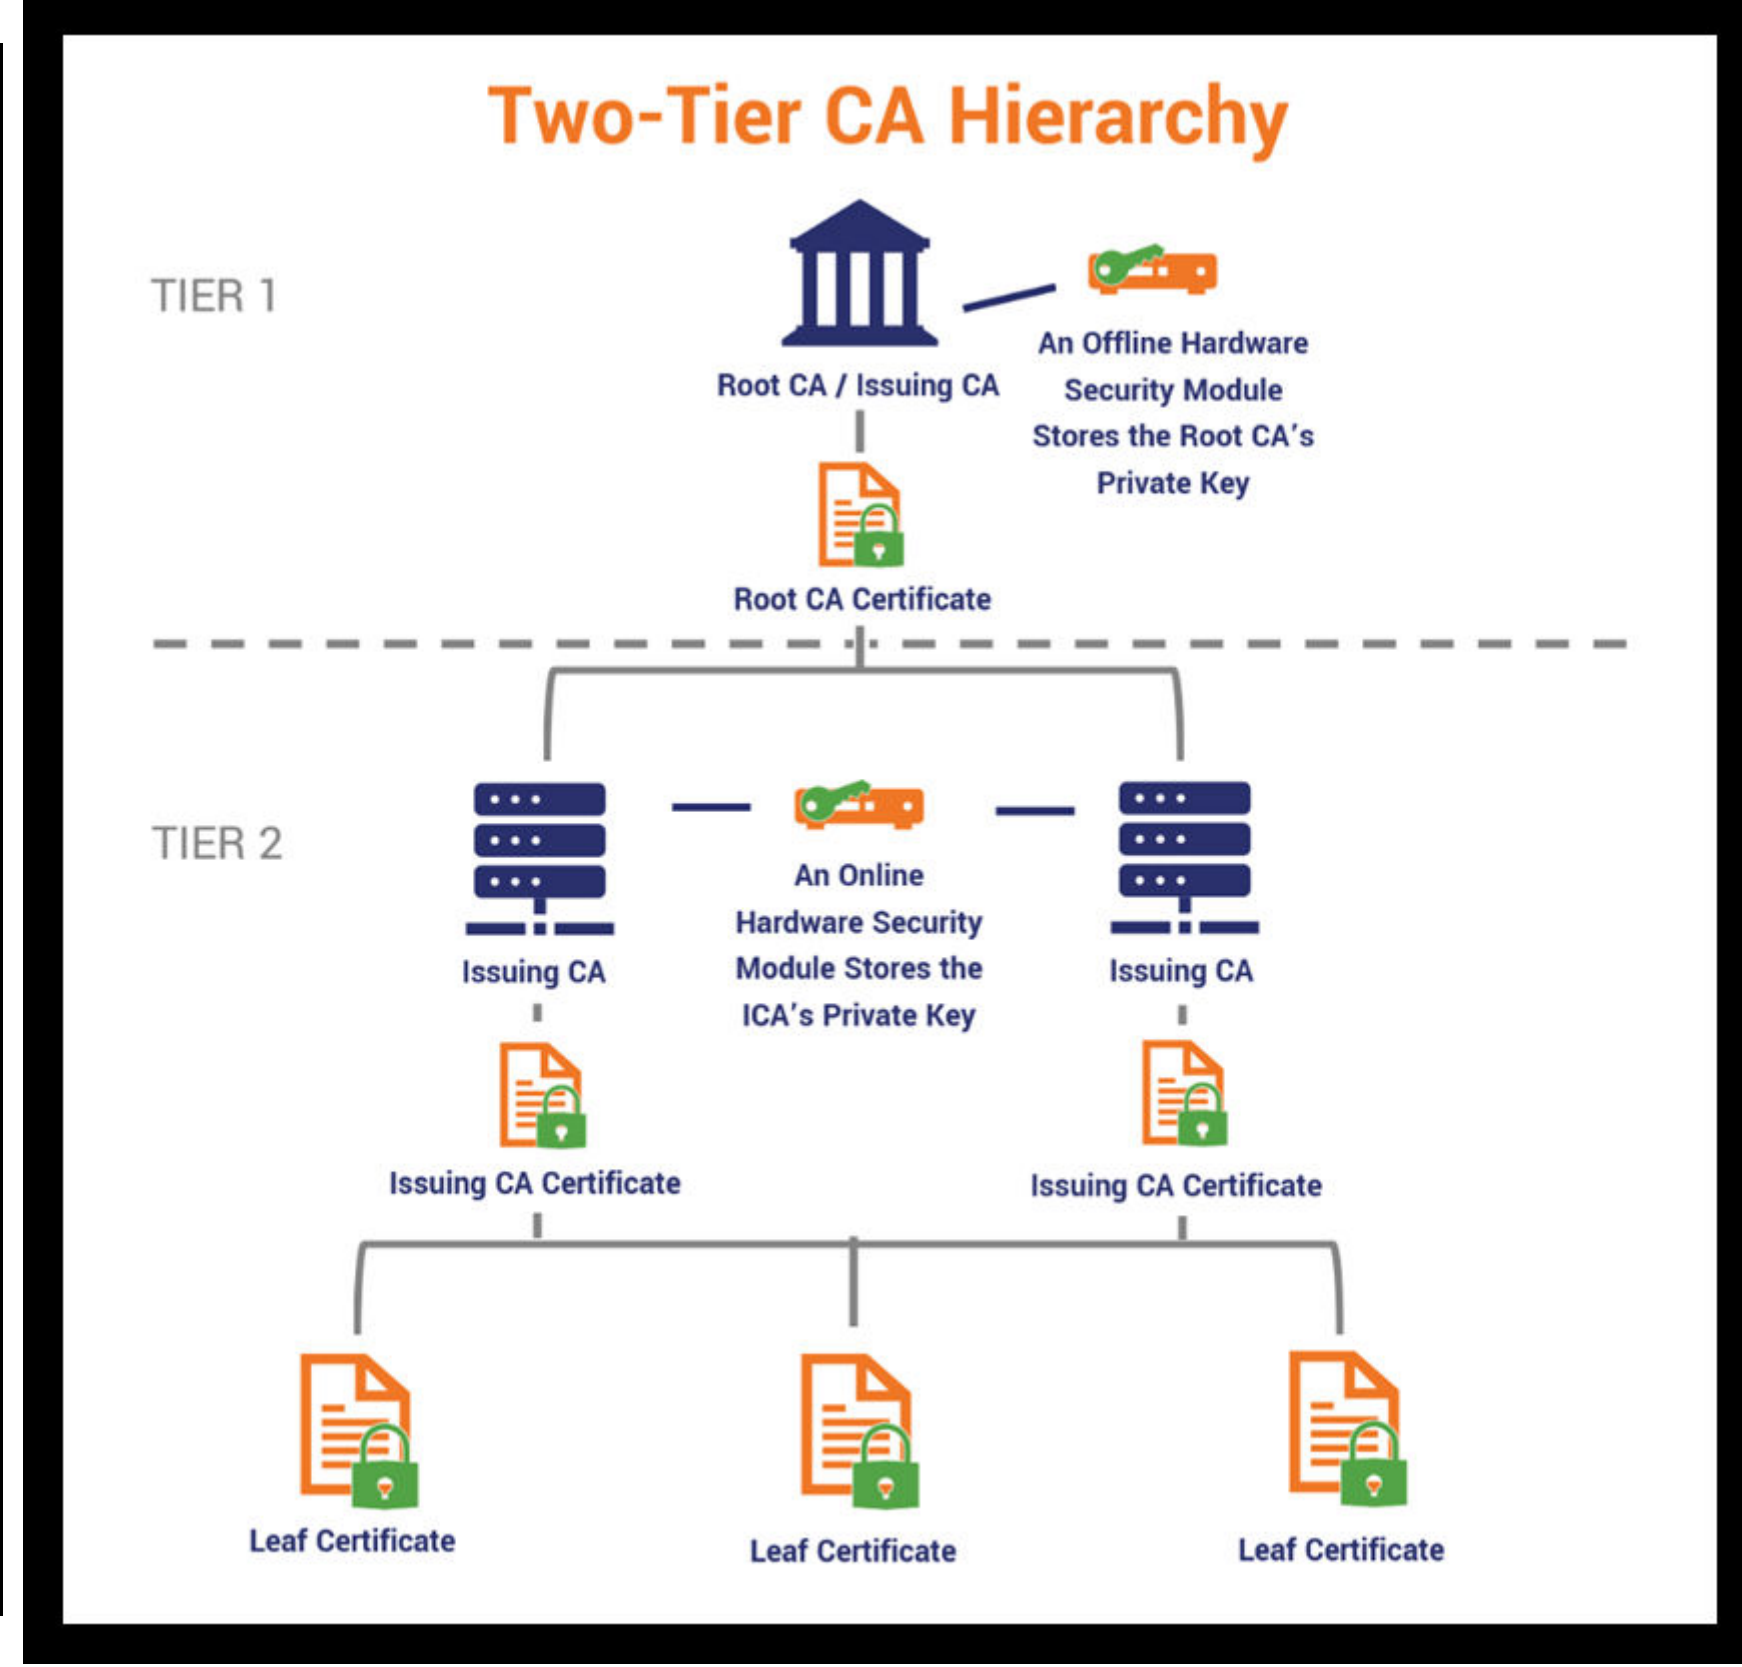 Two-Tier CA Hierarchy
TIER 1
Root CA / Issuing CA
An Offline Hardware
Security Module
Stores the Root CA's
Private Key
Root CA Certificate
TIER 2
Issuing CA
An Online
Hardware Security
Module Stores the
ICA's Private Key
Issuing CA
Issuing CA Certificate
Issuing CA Certificate
Leaf Certificate
Leaf Certificate
Leaf Certificate